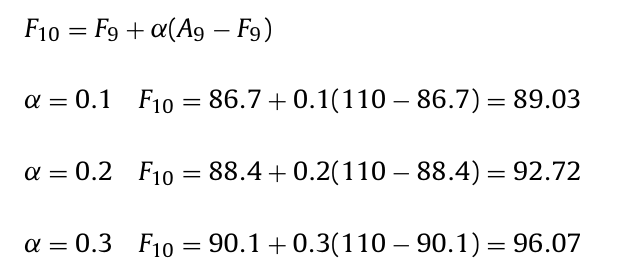 F₁₀ = F₉ + α(A₉ − F₉)
α = 0.1 F₁₀ = 86.7 + 0.1(110 − 86.7) = 89.03
α = 0.2 F₁₀ = 88.4 + 0.2(110 − 88.4) = 92.72
α = 0.3 F₁₀ = 90.1 + 0.3(110 − 90.1) = 96.07